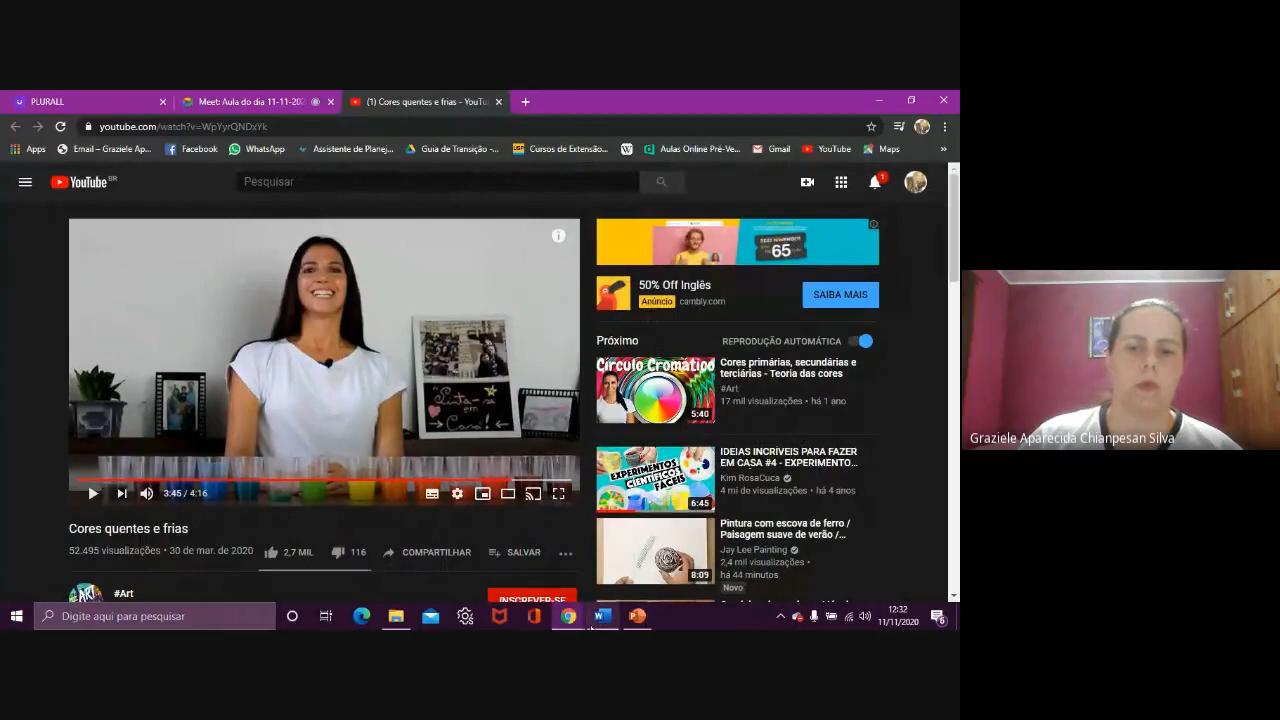 PLURALL
Meet: Aula do dia 11-11-202
(1) Cores quentes e frias - YouTu
youtube.com/watch?v=WpYyrQNDxYk
Apps
Email – Graziele Ap...
Facebook
WhatsApp
Assistente de Planej...
Guia de Transição -...
Cursos de Extensão...
Aulas Online Pré-Ve...
Gmail
YouTube
Maps
YouTube BR
Pesquisar
1
65
50% Off Inglês
Anúncio cambly.com
SAIBA MAIS
Próximo
REPRODUÇÃO AUTOMÁTICA
Círculo Cromático
5:40
Cores primárias, secundárias e
terciárias - Teoria das cores
#Art
17 mil visualizações • há 1 ano
EXPERIMENTOS
CIENTÍFICOS
FÁCEIS
6:45
IDEIAS INCRÍVEIS PARA FAZER
EM CASA #4 - EXPERIMENTO...
Kim RosaCuca
4 mi de visualizações • há 4 anos
8:09
Pintura com escova de ferro /
Paisagem suave de verão /...
Jay Lee Painting
2,4 mil visualizações •
há 44 minutos
Novo
em
Casa!
3:45 / 4:16
Cores quentes e frias
52.495 visualizações • 30 de mar. de 2020
2,7 MIL
116
COMPARTILHAR
SALVAR
#Art
INSCREVER-SE
Digite aqui para pesquisar
12:32
11/11/2020
6
Graziele Aparecida Chianpesan Silva